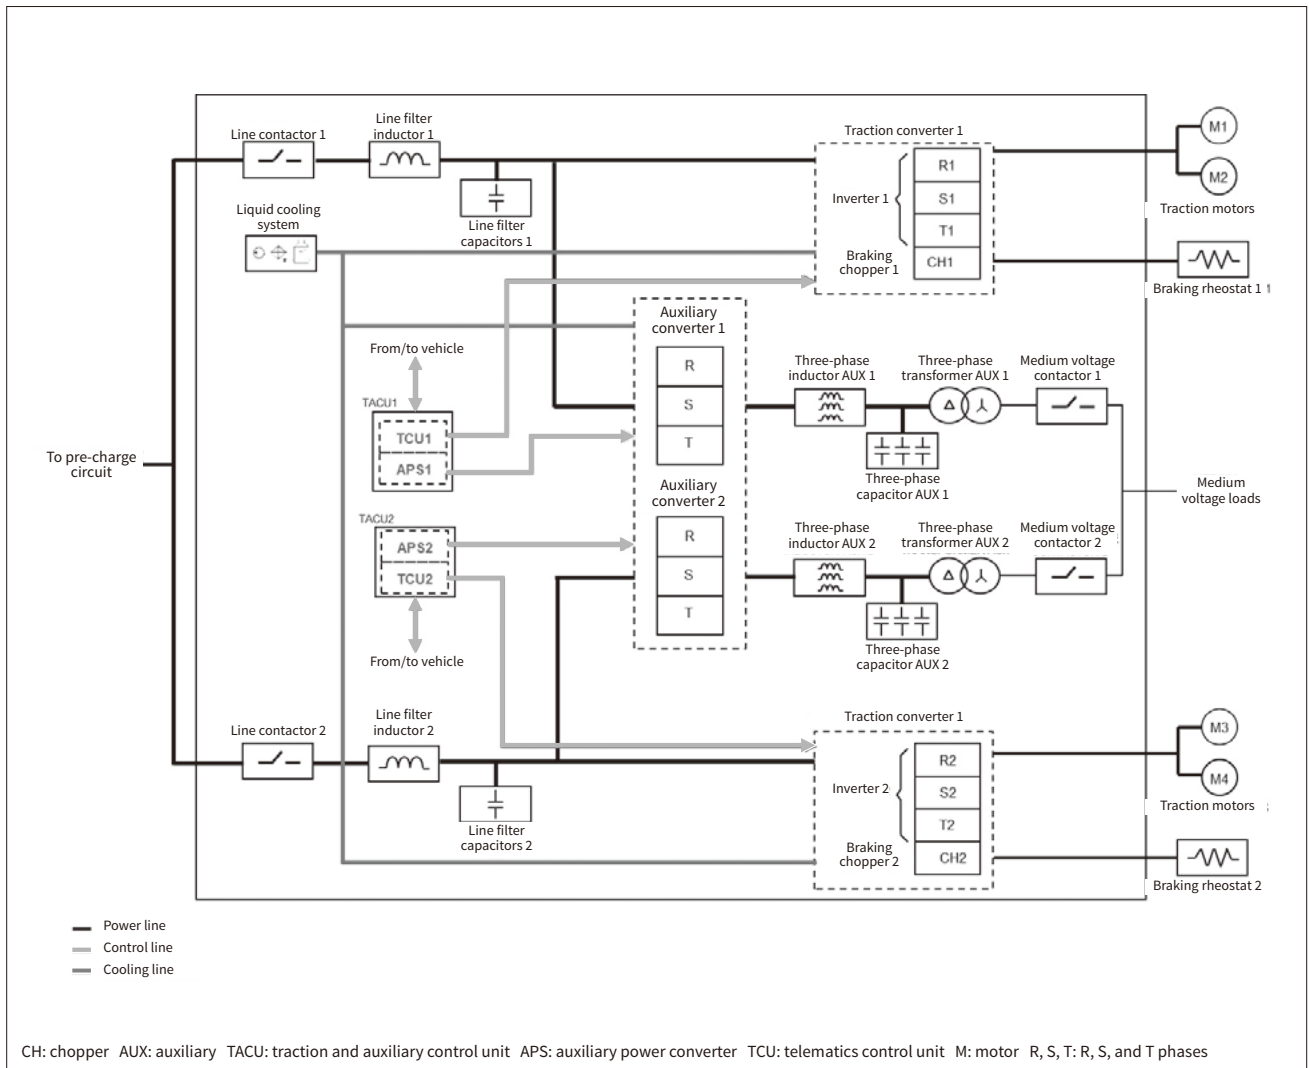 Line contactor 1
Line filter
inductor 1
Line filter
capacitors 1
Liquid cooling
system
Traction converter 1
Inverter 1
R1
S1
T1
Braking
chopper 1
CH1
M1
M2
Traction motors
Braking rheostat 1
From/to vehicle
TACU1
TCU1
APS1
To pre-charge
circuit
TACU2
APS2
TCU2
From/to vehicle
Auxiliary
converter 1
R
S
T
Auxiliary
converter 2
R
S
T
Three-phase
inductor AUX 1
Three-phase
transformer AUX 1
Medium voltage
contactor 1
Three-phase
capacitor AUX 1
Medium
voltage loads
Three-phase
inductor AUX 2
Three-phase
transformer AUX 2
Medium voltage
contactor 2
Three-phase
capacitor AUX 2
Line contactor 2
Line filter
inductor 2
Line filter
capacitors 2
Traction converter 1
Inverter 2
R2
S2
T2
Braking
chopper 2
CH2
M3
M4
Traction motors
Braking rheostat 2
Power line
Control line
Cooling line
CH: chopper AUX: auxiliary TACU: traction and auxiliary control unit APS: auxiliary power converter TCU: telematics control unit M: motor R, S, T: R, S, and T phases